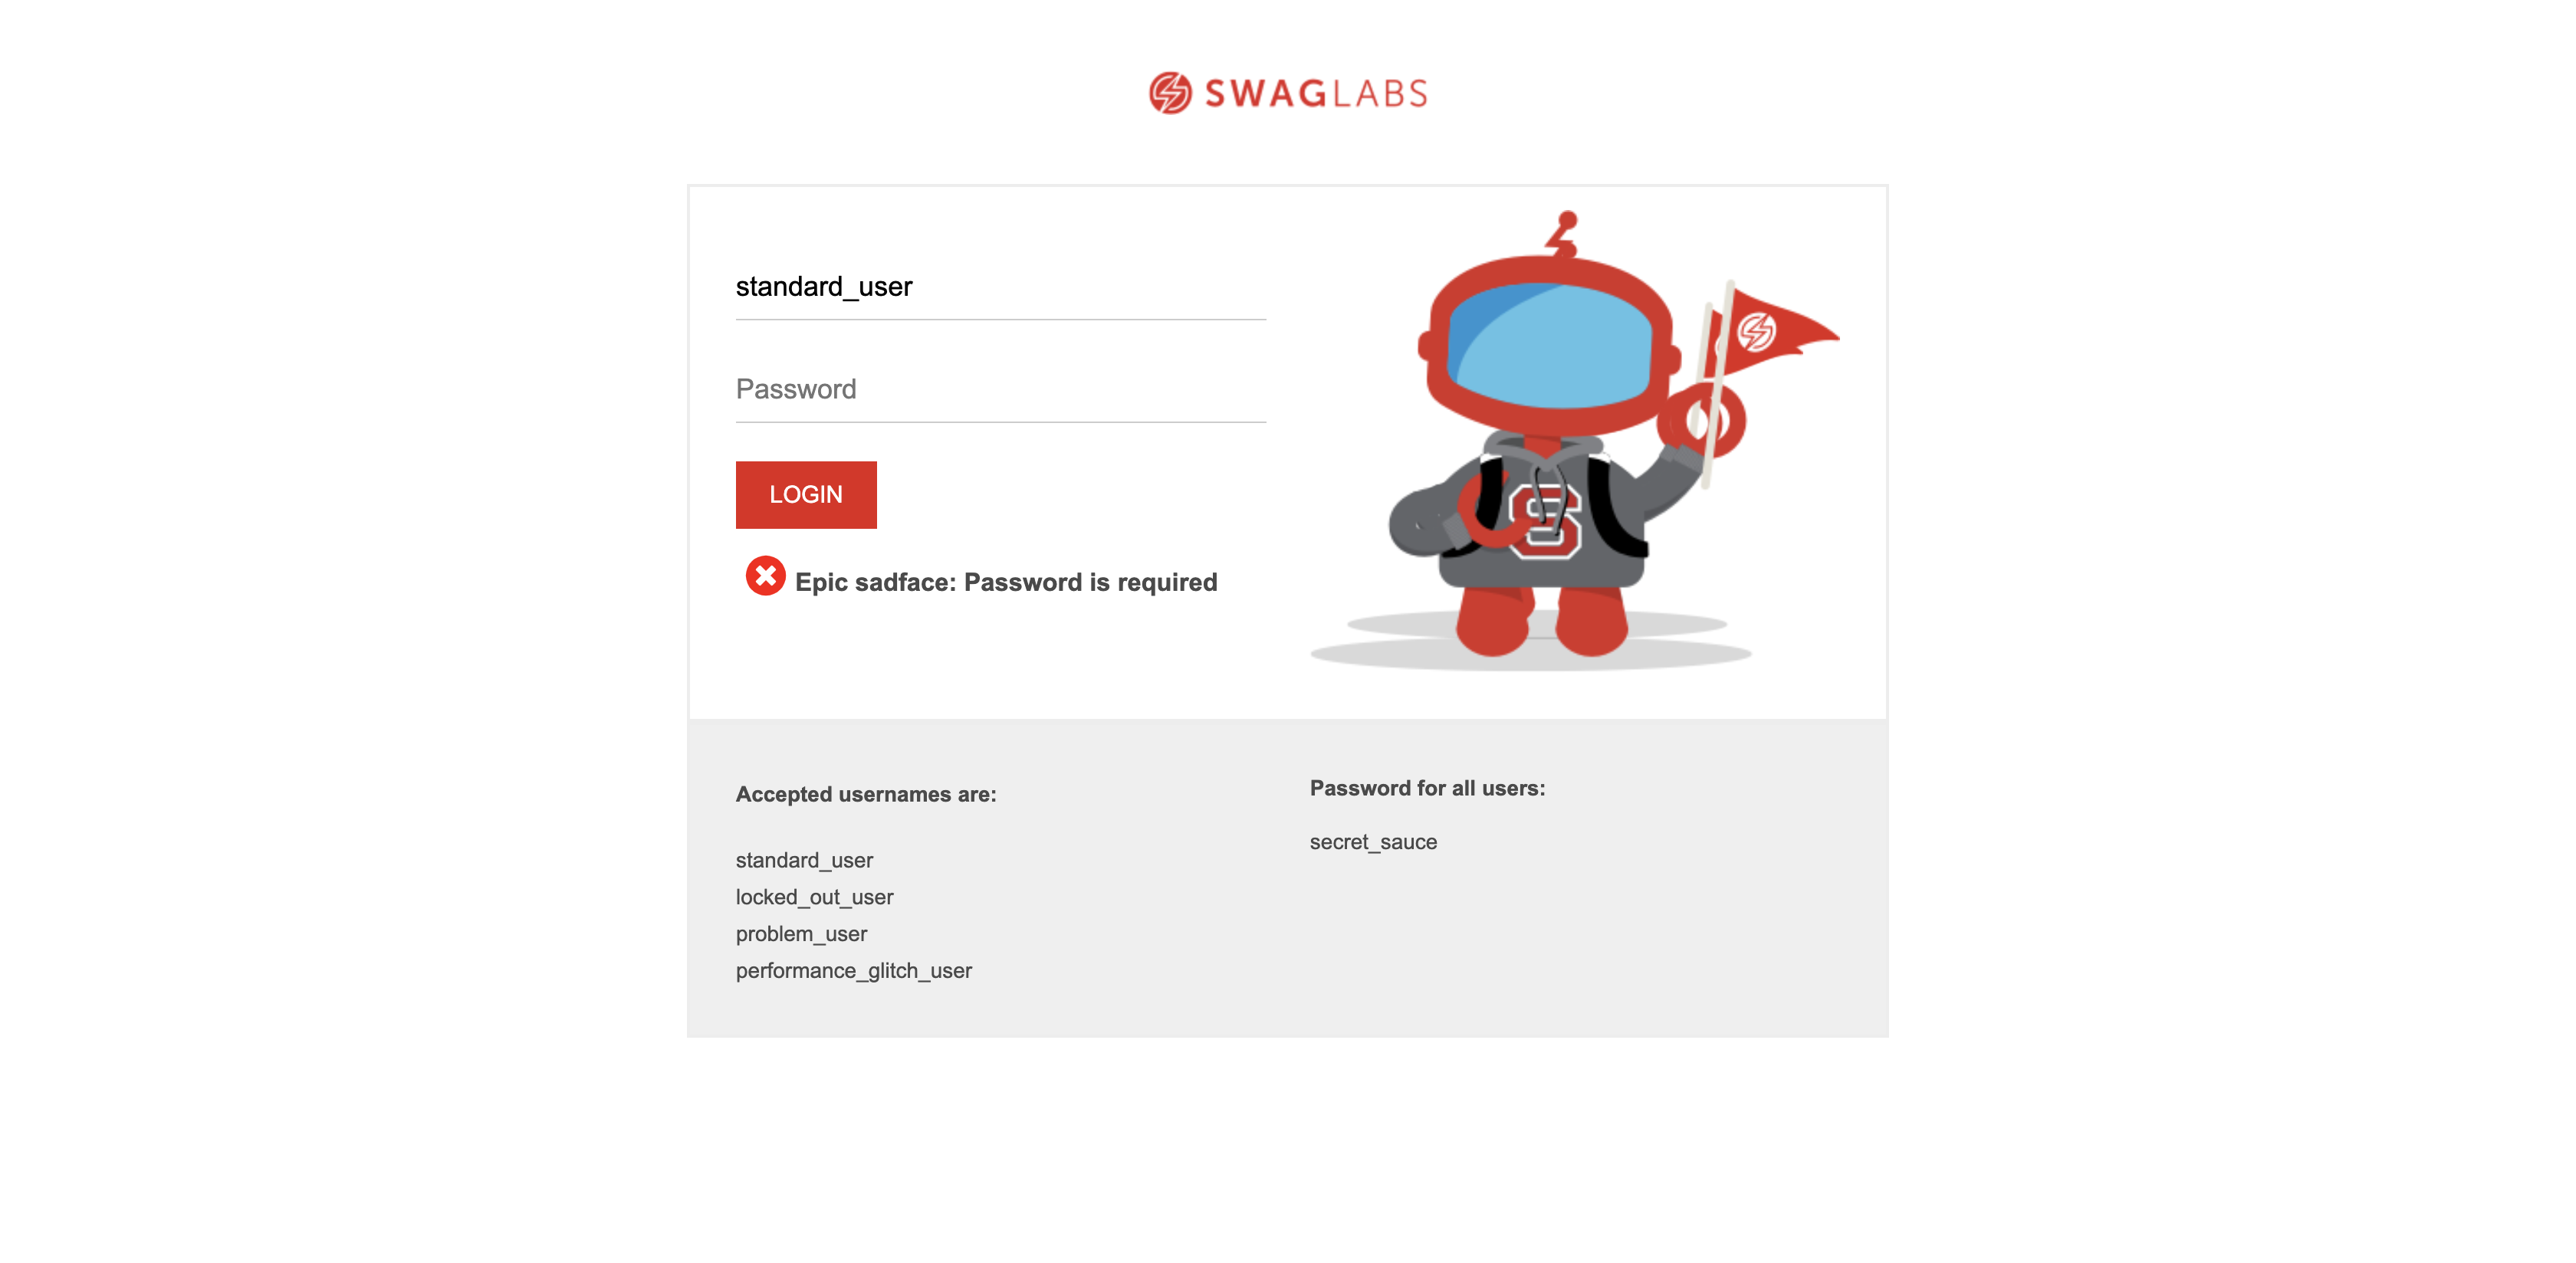 SWAGLABS
standard_user
Password
LOGIN
Epic sadface: Password is required
S
Accepted usernames are:
standard_user
locked_out_user
problem_user
performance_glitch_user
Password for all users:
secret_sauce